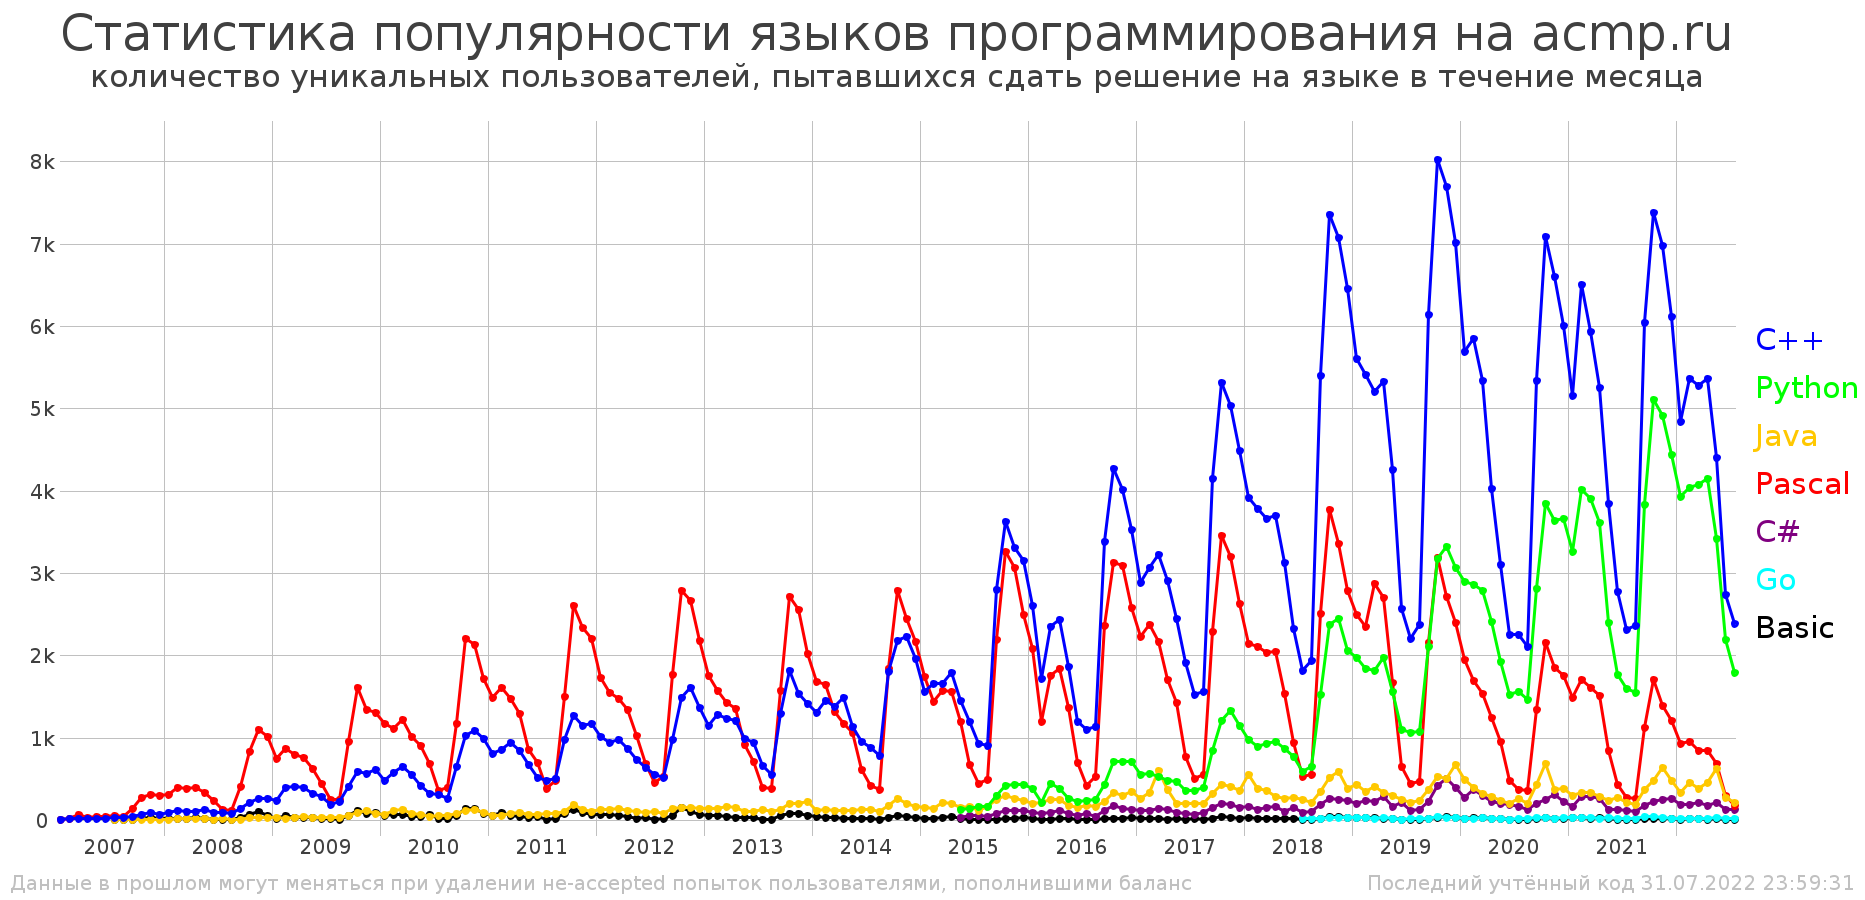 Статистика популярности языков программирования на acmp.ru
количество уникальных пользователей, пытавшихся сдать решение на языке в течение месяца
8k
7k
6k
5k
4k
3k
2k
1k
0
C++
Python
Java
Pascal
C#
Go
Basic
2007 2008 2009 2010 2011 2012 2013 2014 2015 2016 2017 2018 2019 2020 2021
Данные в прошлом могут меняться при удалении не-accepted попыток пользователями, пополнившими баланс
Последний учтённый код 31.07.2022 23:59:31